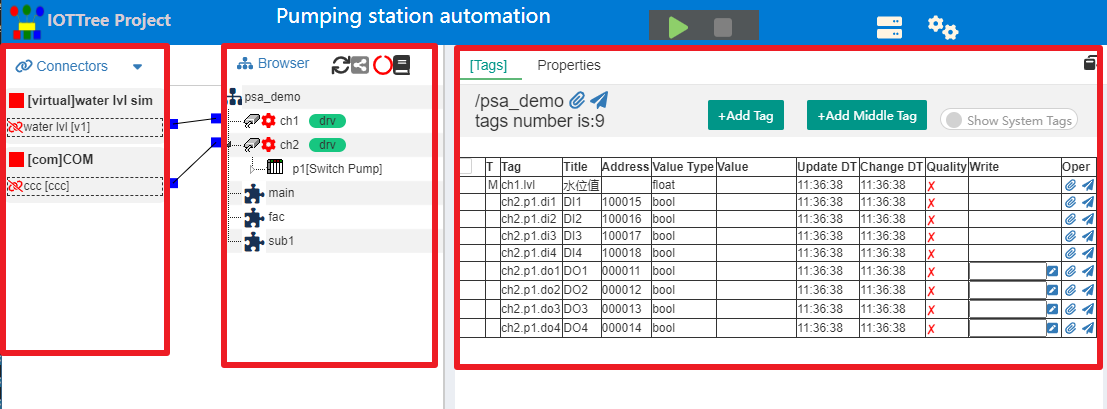 IOTTree Project
Pumping station automation
Connectors
[virtual]water lvl sim
water lvl [v1]
[com]COM
ccc [ccc]
Browser
psa_demo
ch1 drv
ch2 drv
p1[Switch Pump]
main
fac
sub1
[Tags] Properties
/psa_demo
tags number is:9
+Add Tag
+Add Middle Tag
Show System Tags
T Tag Title Address Value Type Value Update DT Change DT Quality Write Oper
M ch1.lvl 水位值 float 11:36:38 11:36:38 ✗
ch2.p1.di1 DI1 100015 bool 11:36:38 11:36:38 ✗
ch2.p1.di2 DI2 100016 bool 11:36:38 11:36:38 ✗
ch2.p1.di3 DI3 100017 bool 11:36:38 11:36:38 ✗
ch2.p1.di4 DI4 100018 bool 11:36:38 11:36:38 ✗
ch2.p1.do1 DO1 000011 bool 11:36:38 11:36:38 ✗
ch2.p1.do2 DO2 000012 bool 11:36:38 11:36:38 ✗
ch2.p1.do3 DO3 000013 bool 11:36:38 11:36:38 ✗
ch2.p1.do4 DO4 000014 bool 11:36:38 11:36:38 ✗